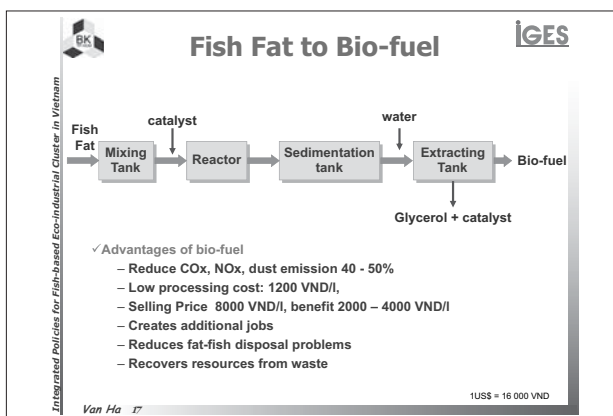 BK
Fish Fat to Bio-fuel
IGES
Integrated Policies for Fish-based Eco-industrial Cluster in Vietnam
Fish
Fat
catalyst
water
Mixing
Tank
Reactor
Sedimentation
tank
Extracting
Tank
Bio-fuel
Glycerol + catalyst
✓Advantages of bio-fuel
– Reduce COx, NOx, dust emission 40 - 50%
– Low processing cost: 1200 VND/l,
– Selling Price 8000 VND/l, benefit 2000 – 4000 VND/l
– Creates additional jobs
– Reduces fat-fish disposal problems
– Recovers resources from waste
1US$ = 16 000 VND
Van Ha 17